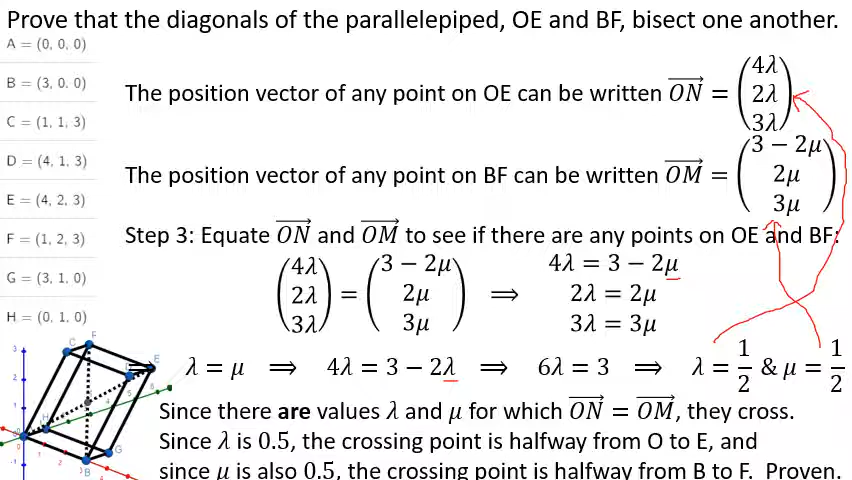 Prove that the diagonals of the parallelepiped, OE and BF, bisect one another.
A = (0, 0, 0)
B = (3, 0, 0)
C = (1, 1, 3)
D = (4, 1, 3)
E = (4, 2, 3)
F = (1, 2, 3)
G = (3, 1, 0)
H = (0, 1, 0)
The position vector of any point on OE can be written ON→ = (4λ
2λ
3λ)
The position vector of any point on BF can be written OM→ = (3 − 2μ
2μ
3μ)
Step 3: Equate ON→ and OM→ to see if there are any points on OE and BF:
(4λ 2λ 3λ) = (3 − 2μ 2μ 3μ) ⟹
4λ = 3 − 2μ
2λ = 2μ
3λ = 3μ
λ = μ ⟹ 4λ = 3 − 2λ ⟹ 6λ = 3 ⟹ λ = 1/2 & μ = 1/2
Since there are values λ and μ for which ON→ = OM→, they cross.
Since λ is 0.5, the crossing point is halfway from O to E, and
since μ is also 0.5, the crossing point is halfway from B to F. Proven.
C
E
H
G
B
3
2
1
-1